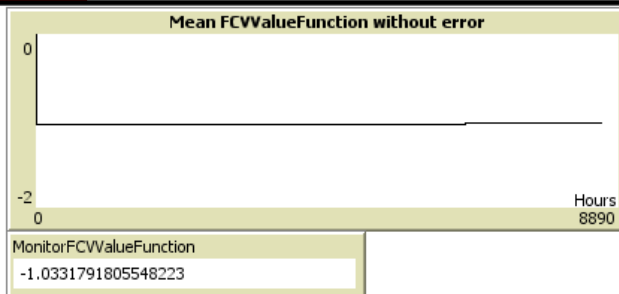 Mean FCVValueFunction without error
0
-2
Hours
0
8890
MonitorFCVValueFunction
-1.0331791805548223